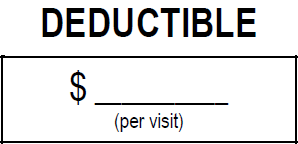 DEDUCTIBLE
$ ________
(per visit)